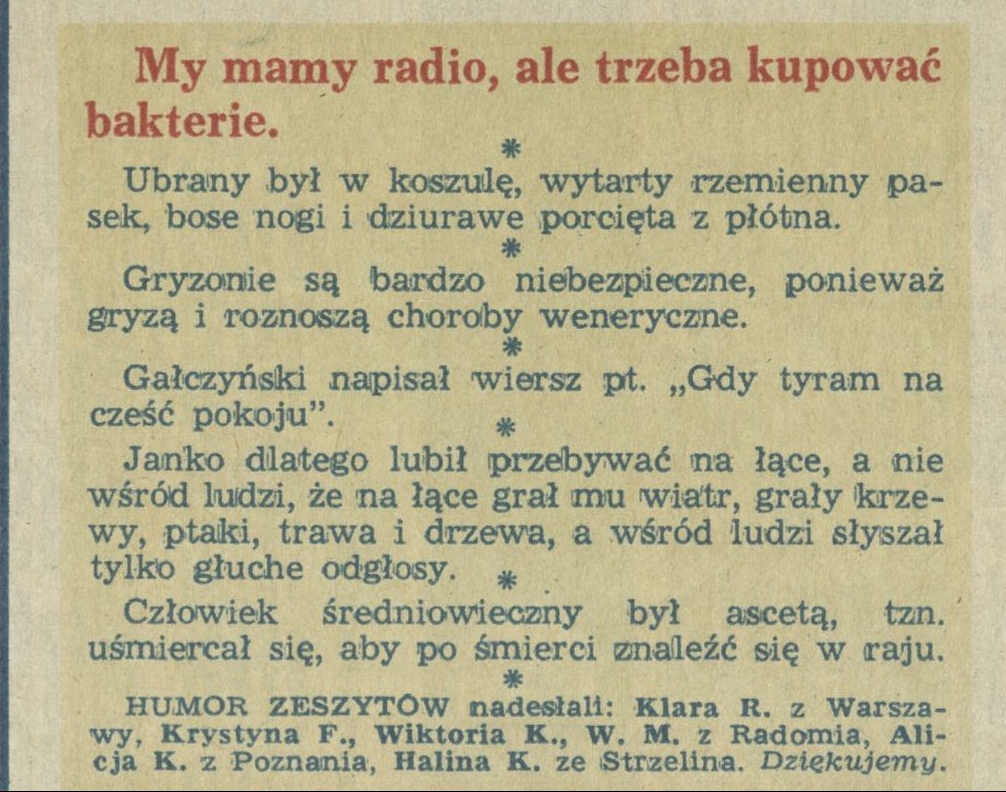 My mamy radio, ale trzeba kupować
bakterie.
*
Ubrany był w koszulę, wytarty rzemienny pa-
sek, bose nogi i dziurawe porcięta z płótna.
*
Gryzonie są bardzo niebezpieczne, ponieważ
gryzą i roznoszą choroby weneryczne.
*
Gałczyński napisał wiersz pt. „Gdy tyram na
cześć pokoju”.
*
Janko dlatego lubił przebywać na łące, a nie
wśród ludzi, że na łące grał mu wiatr, grały krze-
wy, ptaki, trawa i drzewa, a wśród ludzi słyszał
tylko głuche odgłosy.
*
Człowiek średniowieczny był ascetą, tzn.
uśmiercał się, aby po śmierci znaleźć się w raju.
*
HUMOR ZESZYTÓW nadesłali: Klara R. z Warsza-
wy, Krystyna F., Wiktoria K., W. M. z Radomia, Ali-
cja K. z Poznania, Halina K. ze Strzelina. Dziękujemy.